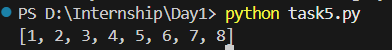 PS D:\Internship\Day1> python task5.py
[1, 2, 3, 4, 5, 6, 7, 8]